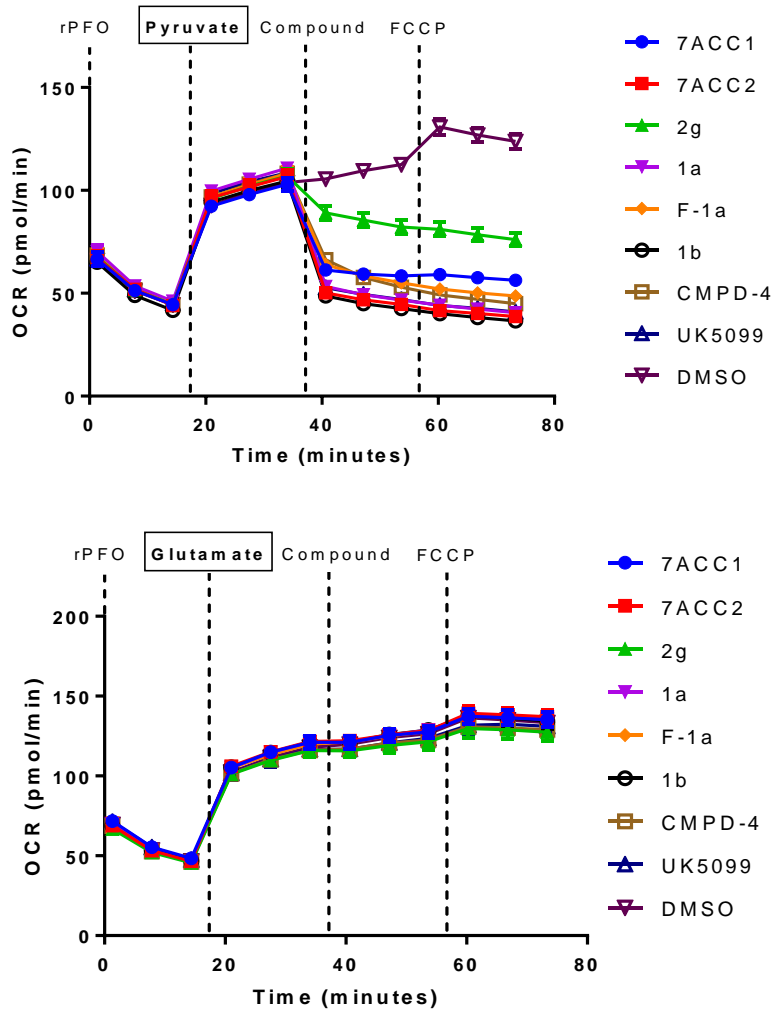 rPFO Pyruvate Compound FCCP
150
100
50
0
OCR (pmol/min)
0 20 40 60 80
Time (minutes)
7ACC1
7ACC2
2g
1a
F-1a
1b
CMPD-4
UK5099
DMSO
rPFO Glutamate Compound FCCP
200
150
100
50
0
OCR (pmol/min)
0 20 40 60 80
Time (minutes)
7ACC1
7ACC2
2g
1a
F-1a
1b
CMPD-4
UK5099
DMSO